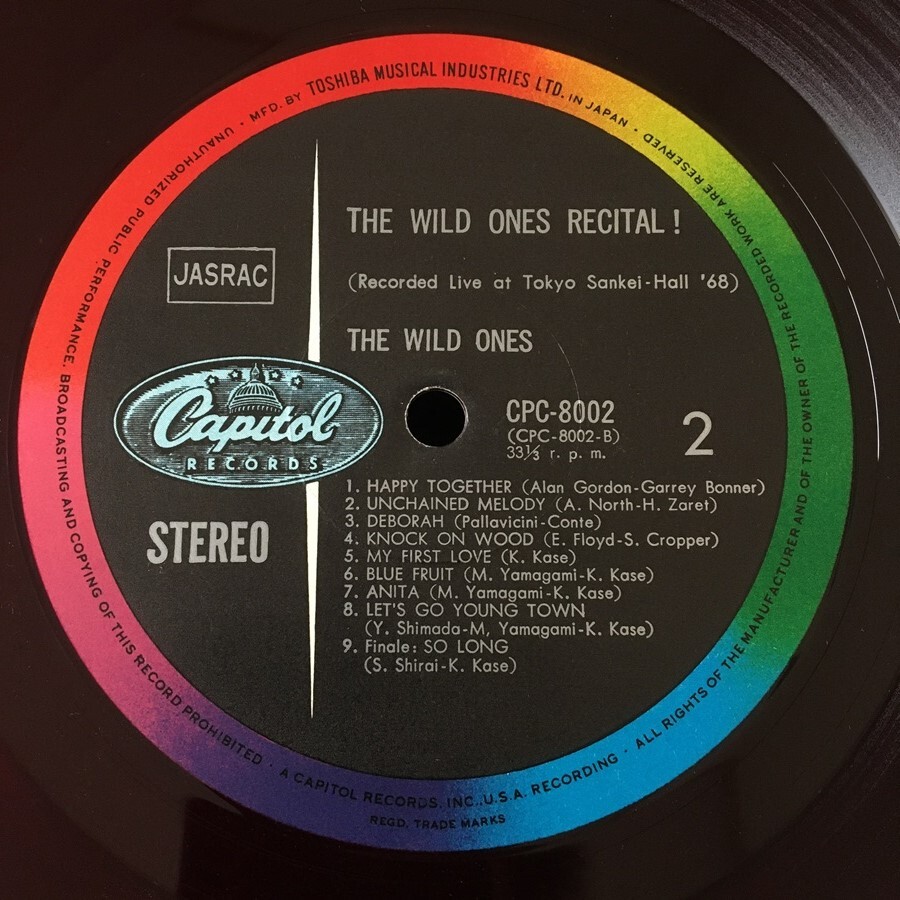 MFD. BY TOSHIBA MUSICAL INDUSTRIES LTD. IN JAPAN · ALL RIGHTS OF THE MANUFACTURER AND OF THE OWNER OF THE RECORDED WORK ARE RESERVED · UNAUTHORIZED PUBLIC PERFORMANCE, BROADCASTING AND COPYING OF THIS RECORD PROHIBITED · A CAPITOL RECORDS, INC., U.S.A. RECORDING ·
REGD. TRADE MARKS
THE WILD ONES RECITAL!
JASRAC
(Recorded Live at Tokyo Sankei-Hall '68)
THE WILD ONES
Capitol
RECORDS
STEREO
CPC-8002
(CPC-8002-B)
33⅓ r. p. m.
2
1. HAPPY TOGETHER (Alan Gordon-Garrey Bonner)
2. UNCHAINED MELODY (A. North-H. Zaret)
3. DEBORAH (Pallavicini-Conte)
4. KNOCK ON WOOD (E. Floyd-S. Cropper)
5. MY FIRST LOVE (K. Kase)
6. BLUE FRUIT (M. Yamagami-K. Kase)
7. ANITA (M. Yamagami-K. Kase)
8. LET'S GO YOUNG TOWN
(Y. Shimada-M, Yamagami-K. Kase)
9. Finale: SO LONG
(S. Shirai-K. Kase)